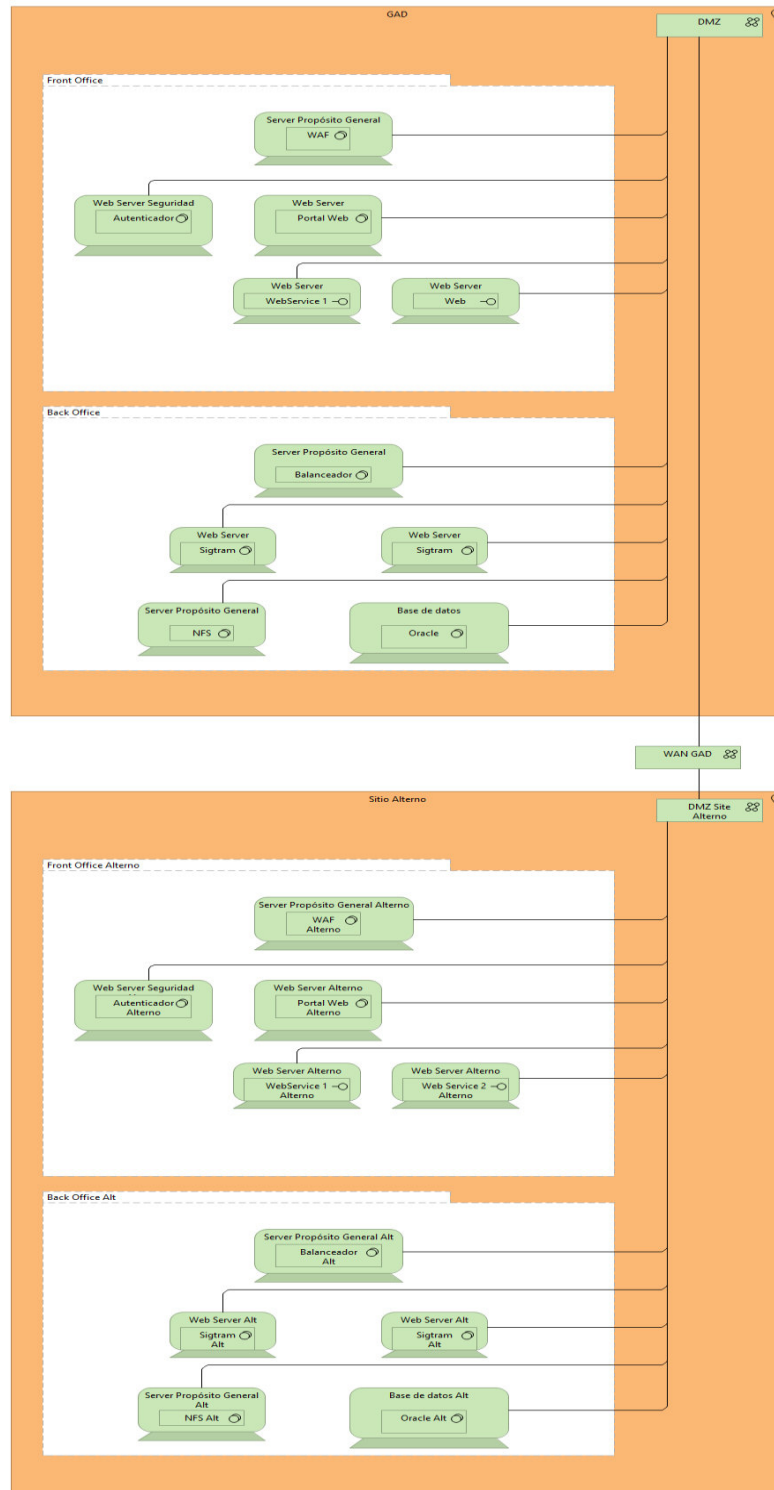 GAD
DMZ
Front Office
Server Propósito General
WAF
Web Server Seguridad
Autenticador
Web Server
Portal Web
Web Server
WebService 1
Web Server
Web
Back Office
Server Propósito General
Balanceador
Web Server
Sigtram
Web Server
Sigtram
Server Propósito General
NFS
Base de datos
Oracle
WAN GAD
Sitio Alterno
DMZ Site
Alterno
Front Office Alterno
Server Propósito General Alterno
WAF
Alterno
Web Server Seguridad
Autenticador
Alterno
Web Server Alterno
Portal Web
Alterno
Web Server Alterno
WebService 1
Alterno
Web Server Alterno
Web Service 2
Alterno
Back Office Alt
Server Propósito General Alt
Balanceador
Alt
Web Server Alt
Sigtram
Alt
Web Server Alt
Sigtram
Alt
Server Propósito General
Alt
NFS Alt
Base de datos Alt
Oracle Alt